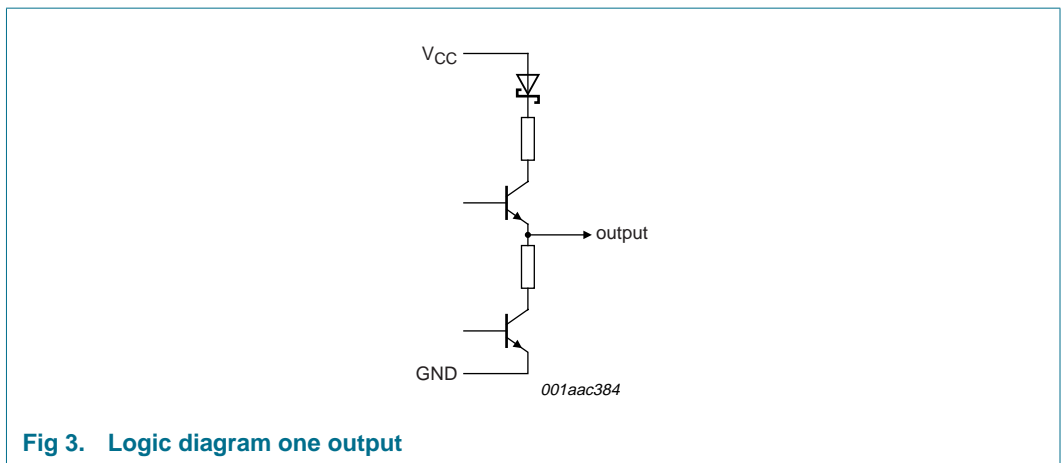 VCC
output
GND
001aac384
Fig 3. Logic diagram one output